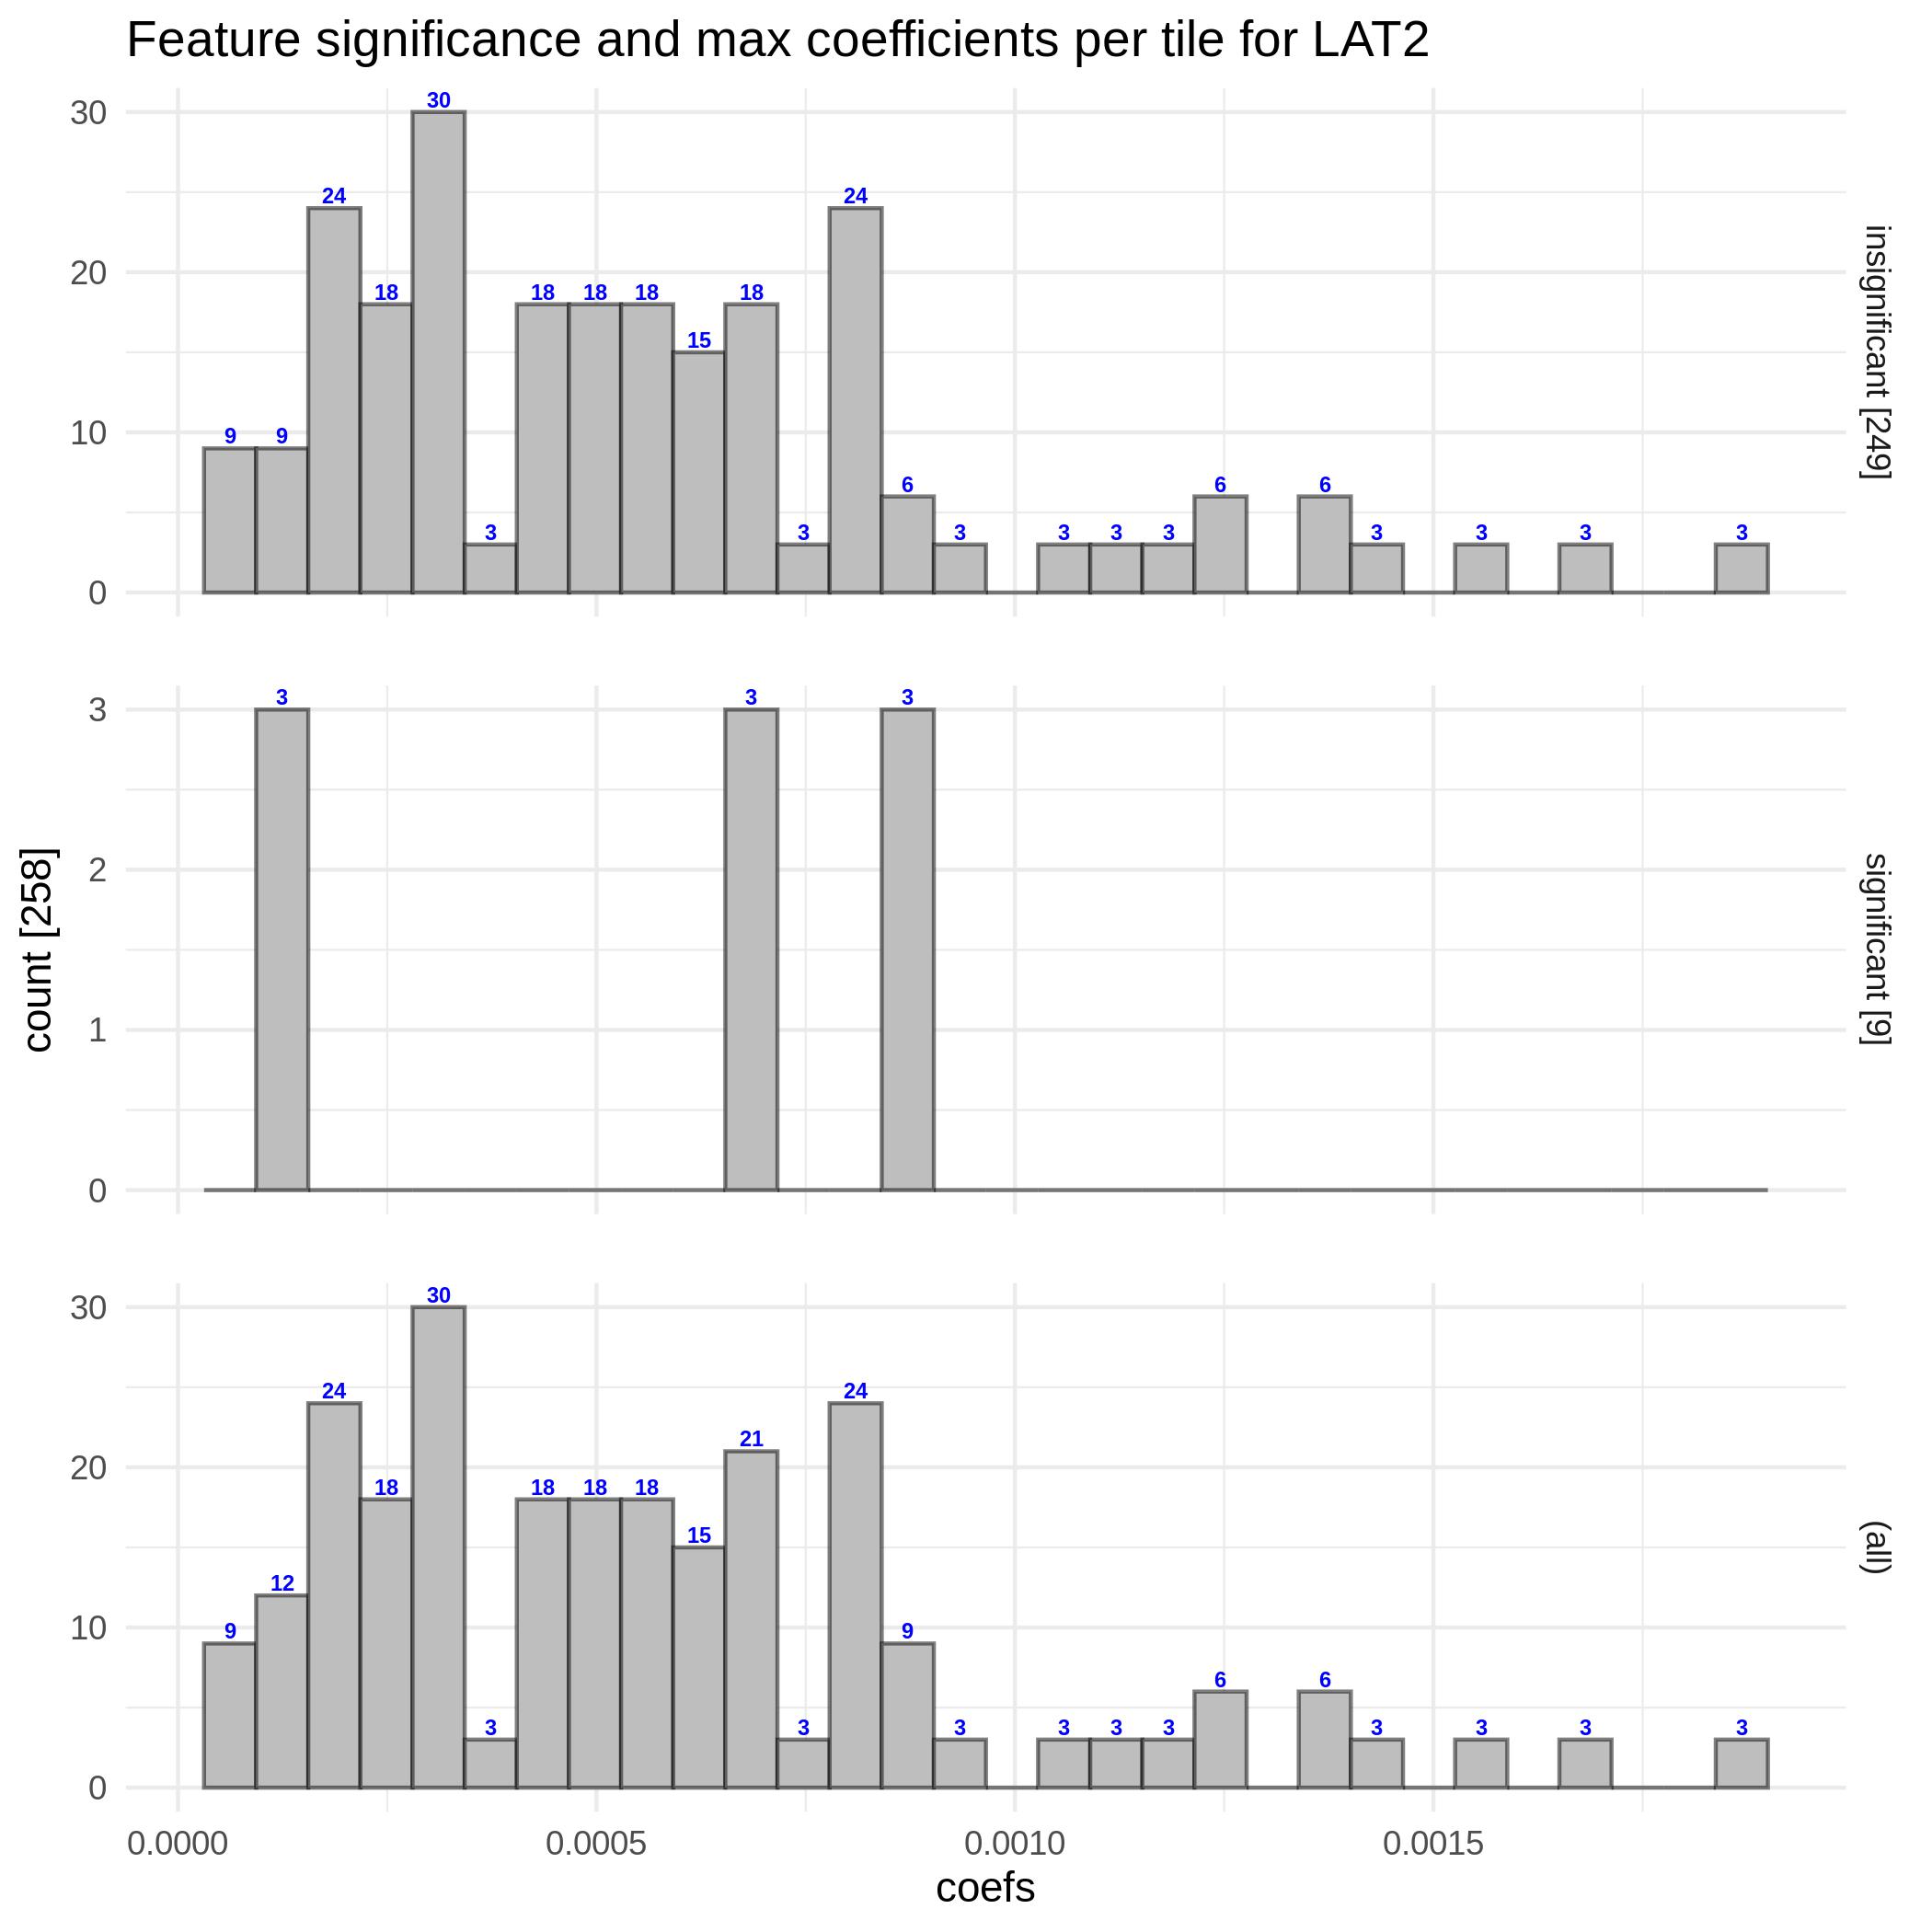 Feature significance and max coefficients per tile for LAT2
30
20
10
0
9 9 24 18 30 3 18 18 18 15 18 3 24 6 3 3 3 3 6 6 3 3 3 3
insignificant [249]
count [258]
3
2
1
0
3 3 3
significant [9]
30
20
10
0
9 12 24 18 30 3 18 18 18 15 21 3 24 9 3 3 3 3 6 6 3 3 3 3
(all)
0.0000 0.0005 0.0010 0.0015
coefs